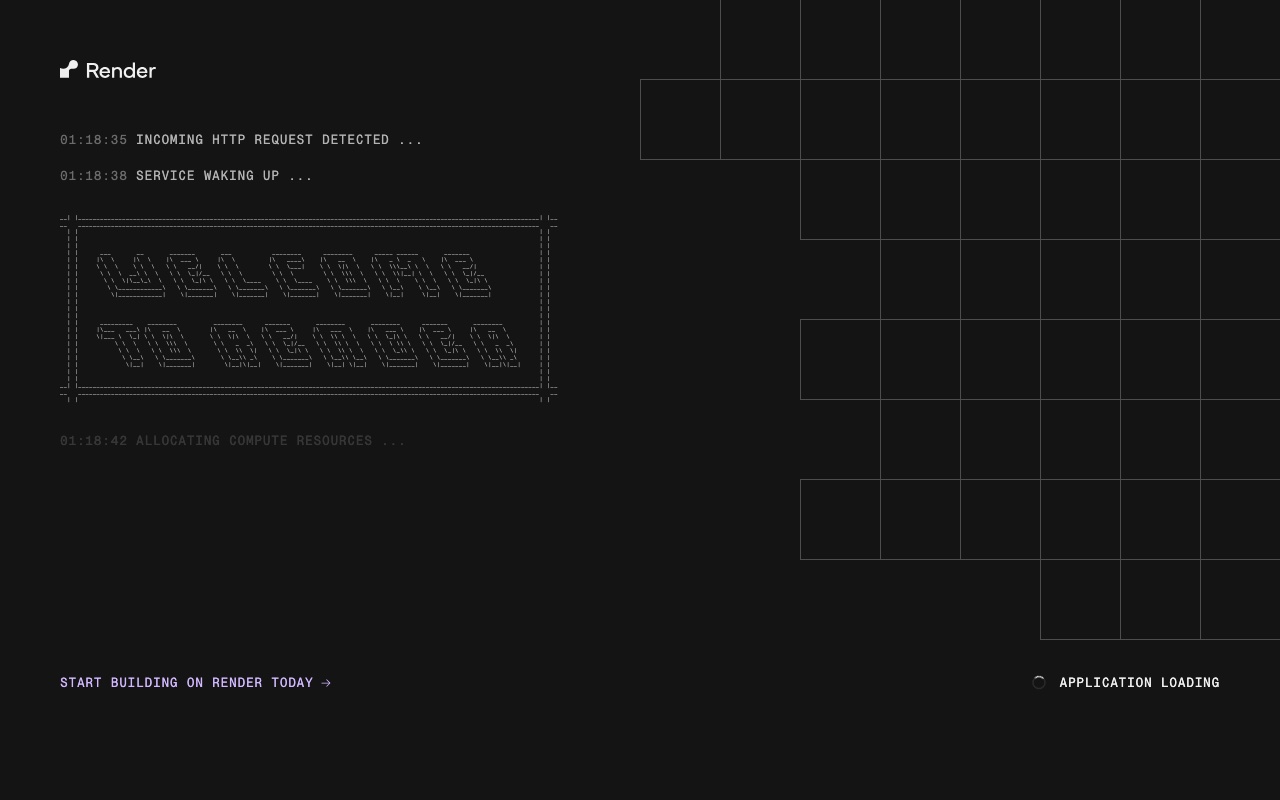 Render
01:18:35 INCOMING HTTP REQUEST DETECTED ...
01:18:38 SERVICE WAKING UP ...
WELCOME
TO RENDER
01:18:42 ALLOCATING COMPUTE RESOURCES ...
START BUILDING ON RENDER TODAY →
APPLICATION LOADING